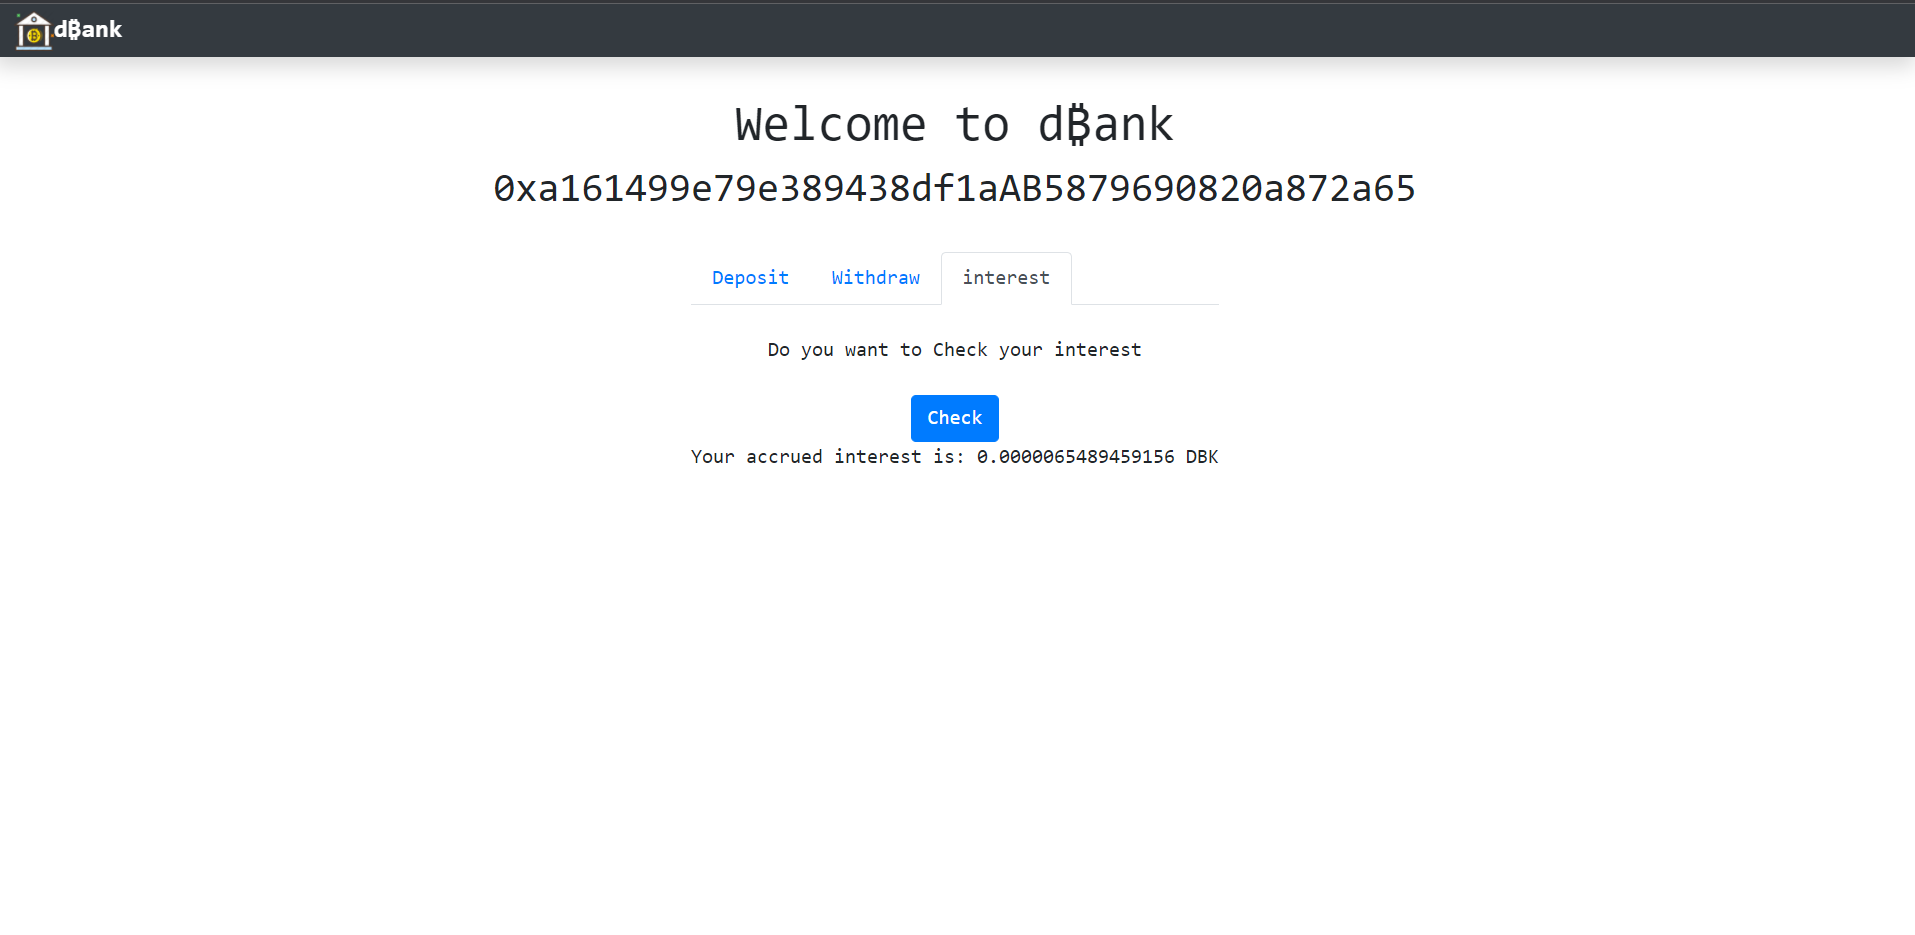 d₿ank
Welcome to d₿ank
0xa161499e79e389438df1aAB5879690820a872a65
Deposit Withdraw interest
Do you want to Check your interest
Check
Your accrued interest is: 0.0000065489459156 DBK